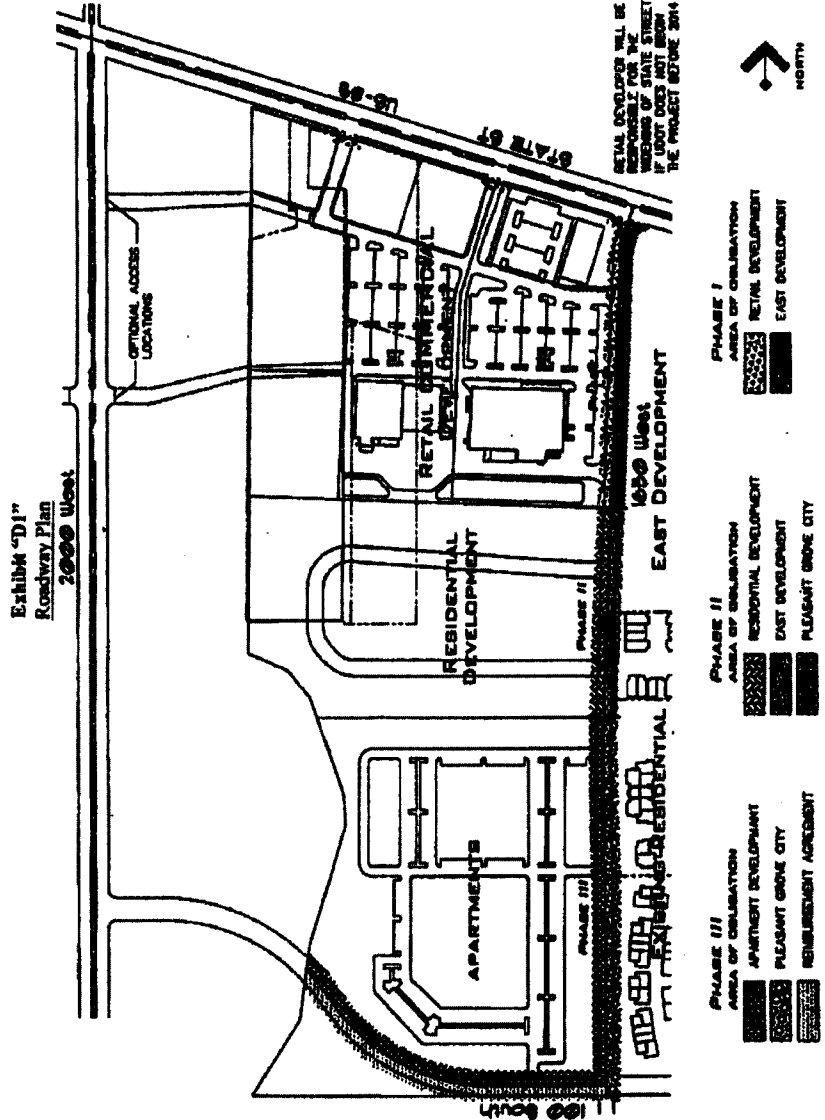 Exhibit "D1"
Roadway Plan
2000 West
OPTIONAL ACCESS
LOCATIONS
US-89
STATE ST
RETAIL COMMERCIAL
RESIDENTIAL
DEVELOPMENT
APARTMENTS
PHASE II
PHASE III
100 South
1650 West
EAST DEVELOPMENT
EXISTING RESIDENTIAL
RETAIL DEVELOPER WILL BE
RESPONSIBLE FOR THE
WIDENING OF STATE STREET
IF UDOT DOES NOT BEGIN
THE PROJECT BEFORE 2014
NORTH
PHASE III
AREA OF OBLIGATION
APARTMENT DEVELOPMENT
PLEASANT GROVE CITY
REIMBURSEMENT AGREEMENT
PHASE II
AREA OF OBLIGATION
RESIDENTIAL DEVELOPMENT
EAST DEVELOPMENT
PLEASANT GROVE CITY
PHASE I
AREA OF OBLIGATION
RETAIL DEVELOPMENT
EAST DEVELOPMENT